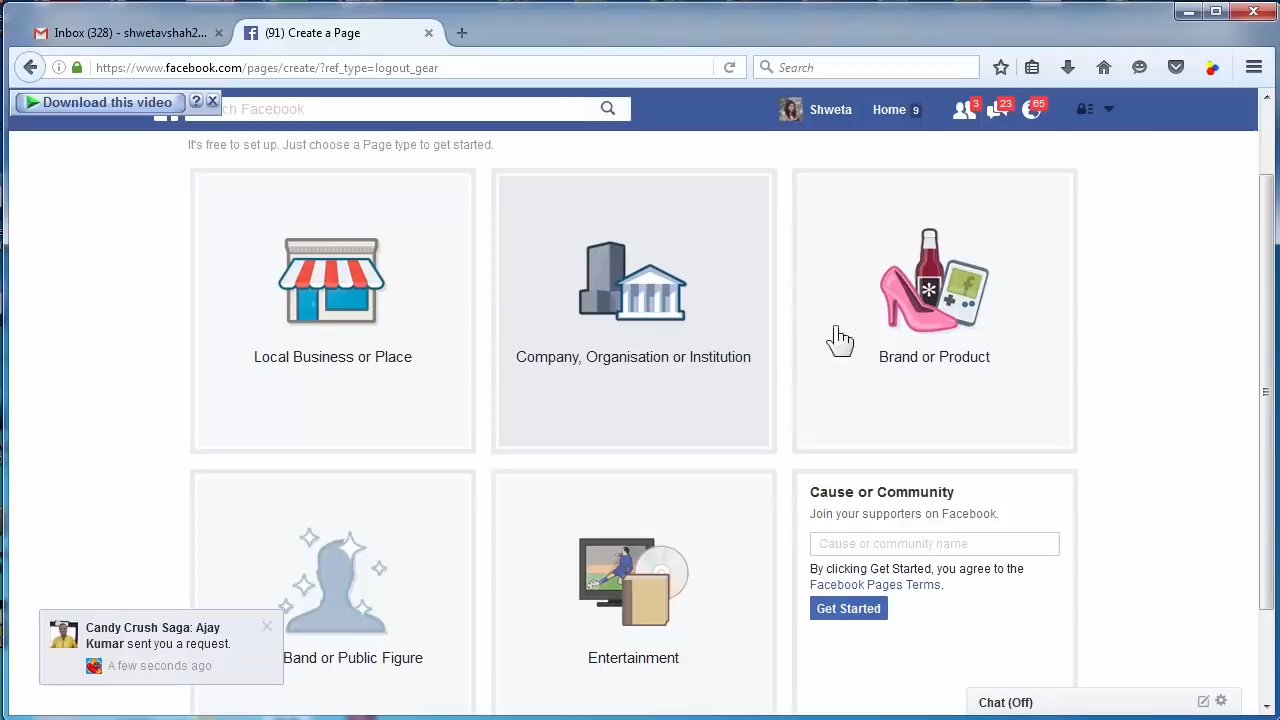 Inbox (328) - shwetavshah2...
(91) Create a Page
https://www.facebook.com/pages/create/?ref_type=logout_gear
Search
Download this video
?
ch Facebook
Shweta
Home 9
3
23
65
It's free to set up. Just choose a Page type to get started.
Local Business or Place
Company, Organisation or Institution
Brand or Product
Band or Public Figure
Entertainment
Cause or Community
Join your supporters on Facebook.
Cause or community name
By clicking Get Started, you agree to the
Facebook Pages Terms.
Get Started
Candy Crush Saga: Ajay
Kumar sent you a request.
A few seconds ago
Chat (Off)